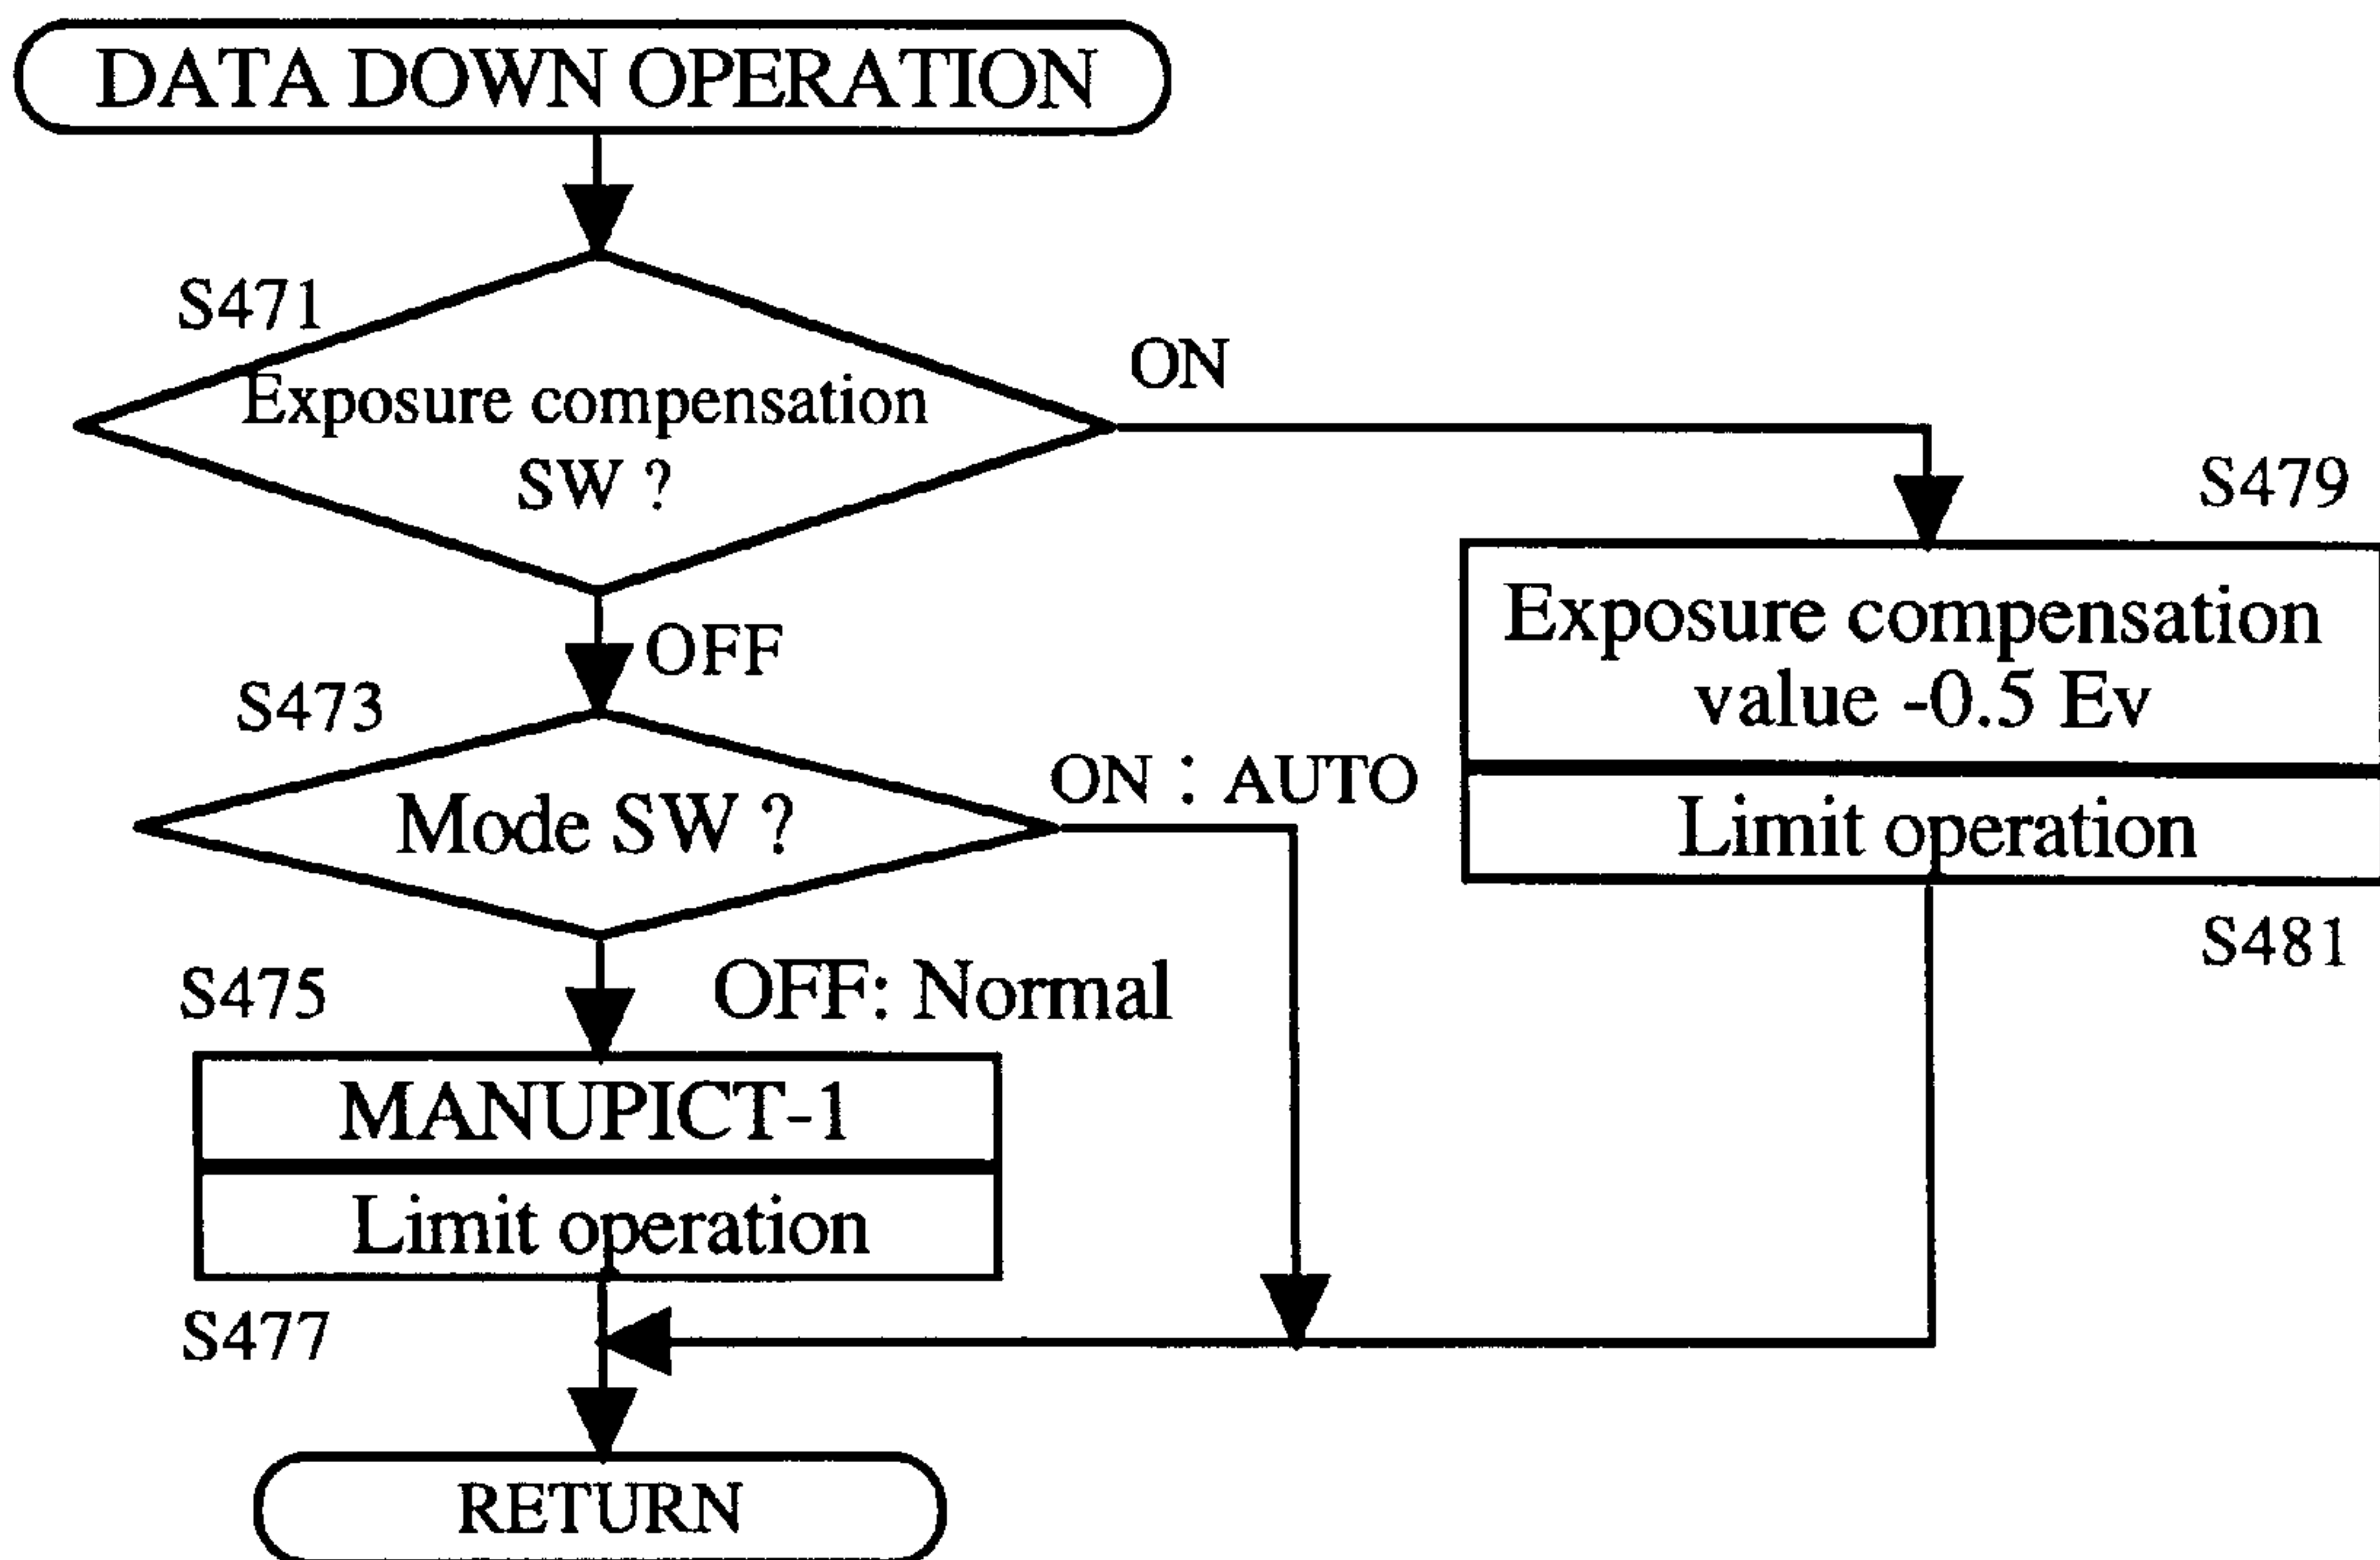 DATA DOWN OPERATION
S471
Exposure compensation
SW ?
ON
OFF
S479
Exposure compensation
value -0.5 Ev
Limit operation
S481
S473
Mode SW ?
ON : AUTO
OFF: Normal
S475
MANUPICT-1
Limit operation
S477
RETURN